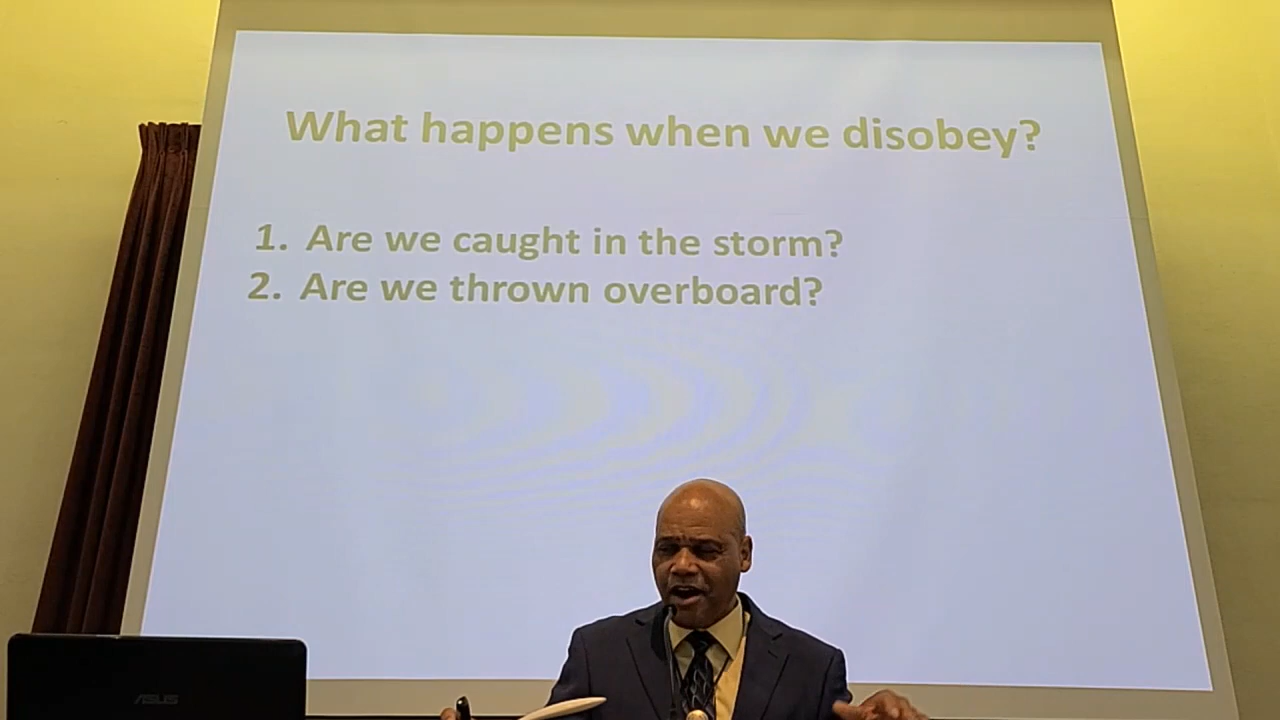 What happens when we disobey?
1. Are we caught in the storm?
2. Are we thrown overboard?
ASUS